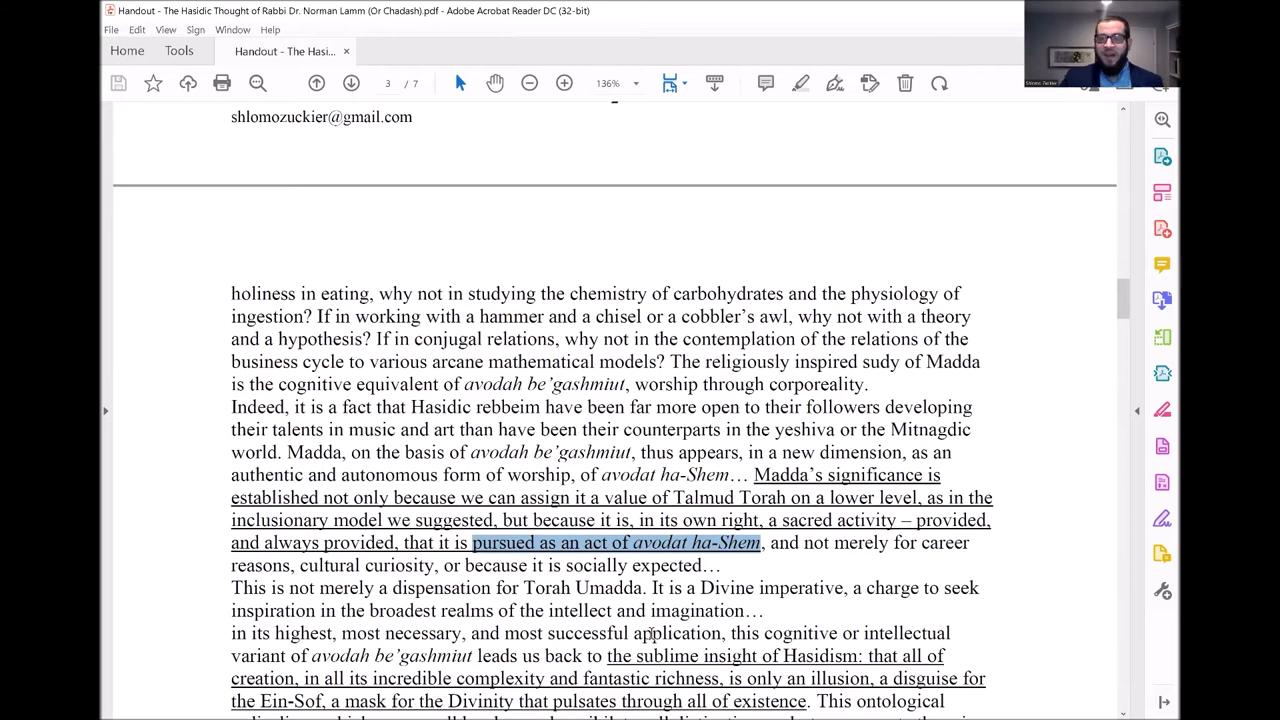 Handout - The Hasidic Thought of Rabbi Dr. Norman Lamm (Or Chadash).pdf - Adobe Acrobat Reader DC (32-bit)
File Edit View Sign Window Help
Home Tools Handout - The Hasi... ×
3 / 7 136%
shlomozuckier@gmail.com
holiness in eating, why not in studying the chemistry of carbohydrates and the physiology of
ingestion? If in working with a hammer and a chisel or a cobbler’s awl, why not with a theory
and a hypothesis? If in conjugal relations, why not in the contemplation of the relations of the
business cycle to various arcane mathematical models? The religiously inspired sudy of Madda
is the cognitive equivalent of avodah be’gashmiut, worship through corporeality.
Indeed, it is a fact that Hasidic rebbeim have been far more open to their followers developing
their talents in music and art than have been their counterparts in the yeshiva or the Mitnagdic
world. Madda, on the basis of avodah be’gashmiut, thus appears, in a new dimension, as an
authentic and autonomous form of worship, of avodat ha-Shem… Madda’s significance is
established not only because we can assign it a value of Talmud Torah on a lower level, as in the
inclusionary model we suggested, but because it is, in its own right, a sacred activity – provided,
and always provided, that it is pursued as an act of avodat ha-Shem, and not merely for career
reasons, cultural curiosity, or because it is socially expected…
This is not merely a dispensation for Torah Umadda. It is a Divine imperative, a charge to seek
inspiration in the broadest realms of the intellect and imagination…
in its highest, most necessary, and most successful application, this cognitive or intellectual
variant of avodah be’gashmiut leads us back to the sublime insight of Hasidism: that all of
creation, in all its incredible complexity and fantastic richness, is only an illusion, a disguise for
the Ein-Sof, a mask for the Divinity that pulsates through all of existence. This ontological